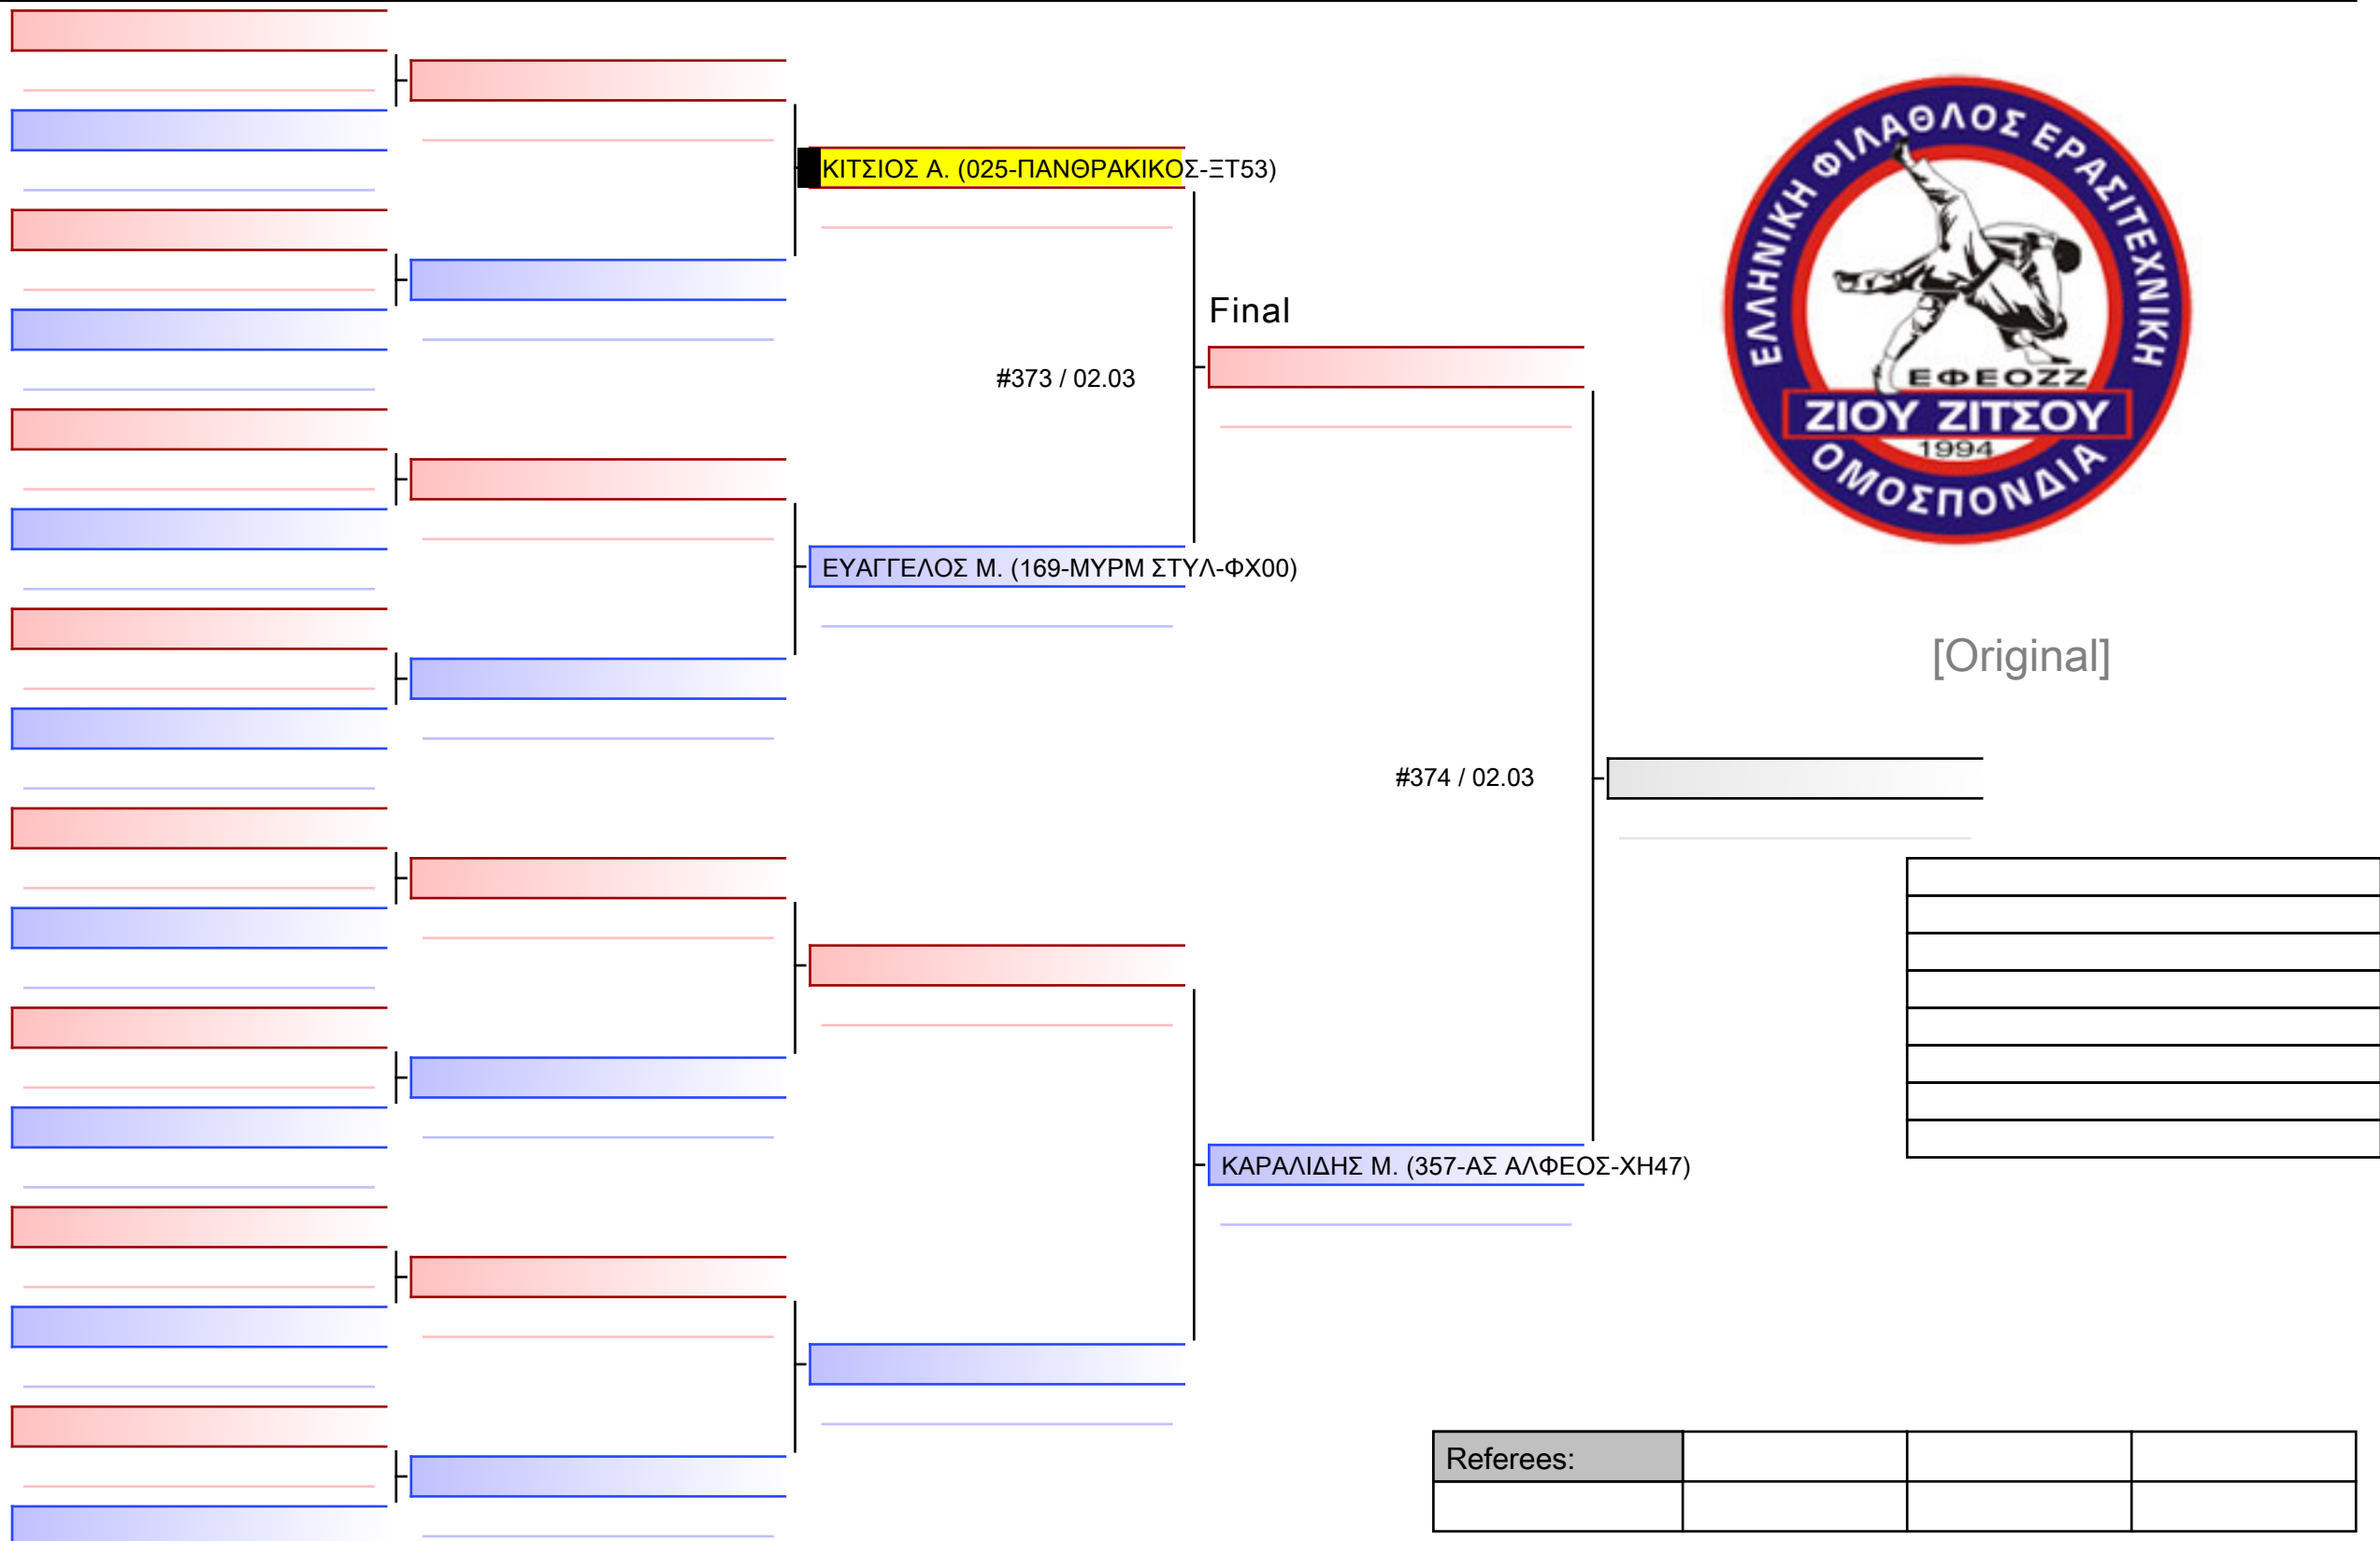 ΚΙΤΣΙΟΣ Α. (025-ΠΑΝΘΡΑΚΙΚΟΣ-ΞΤ53)
Final
#373 / 02.03
ΕΥΑΓΓΕΛΟΣ Μ. (169-ΜΥΡΜ ΣΤΥΛ-ΦΧ00)
#374 / 02.03
ΚΑΡΑΛΙΔΗΣ Μ. (357-ΑΣ ΑΛΦΕΟΣ-ΧΗ47)
ΕΛΛΗΝΙΚΗ ΦΙΛΑΘΛΟΣ ΕΡΑΣΙΤΕΧΝΙΚΗ
ΕΦΕΟΖΖ
ΖΙΟΥ ΖΙΤΣΟΥ
1994
ΟΜΟΣΠΟΝΔΙΑ
[Original]
Referees: